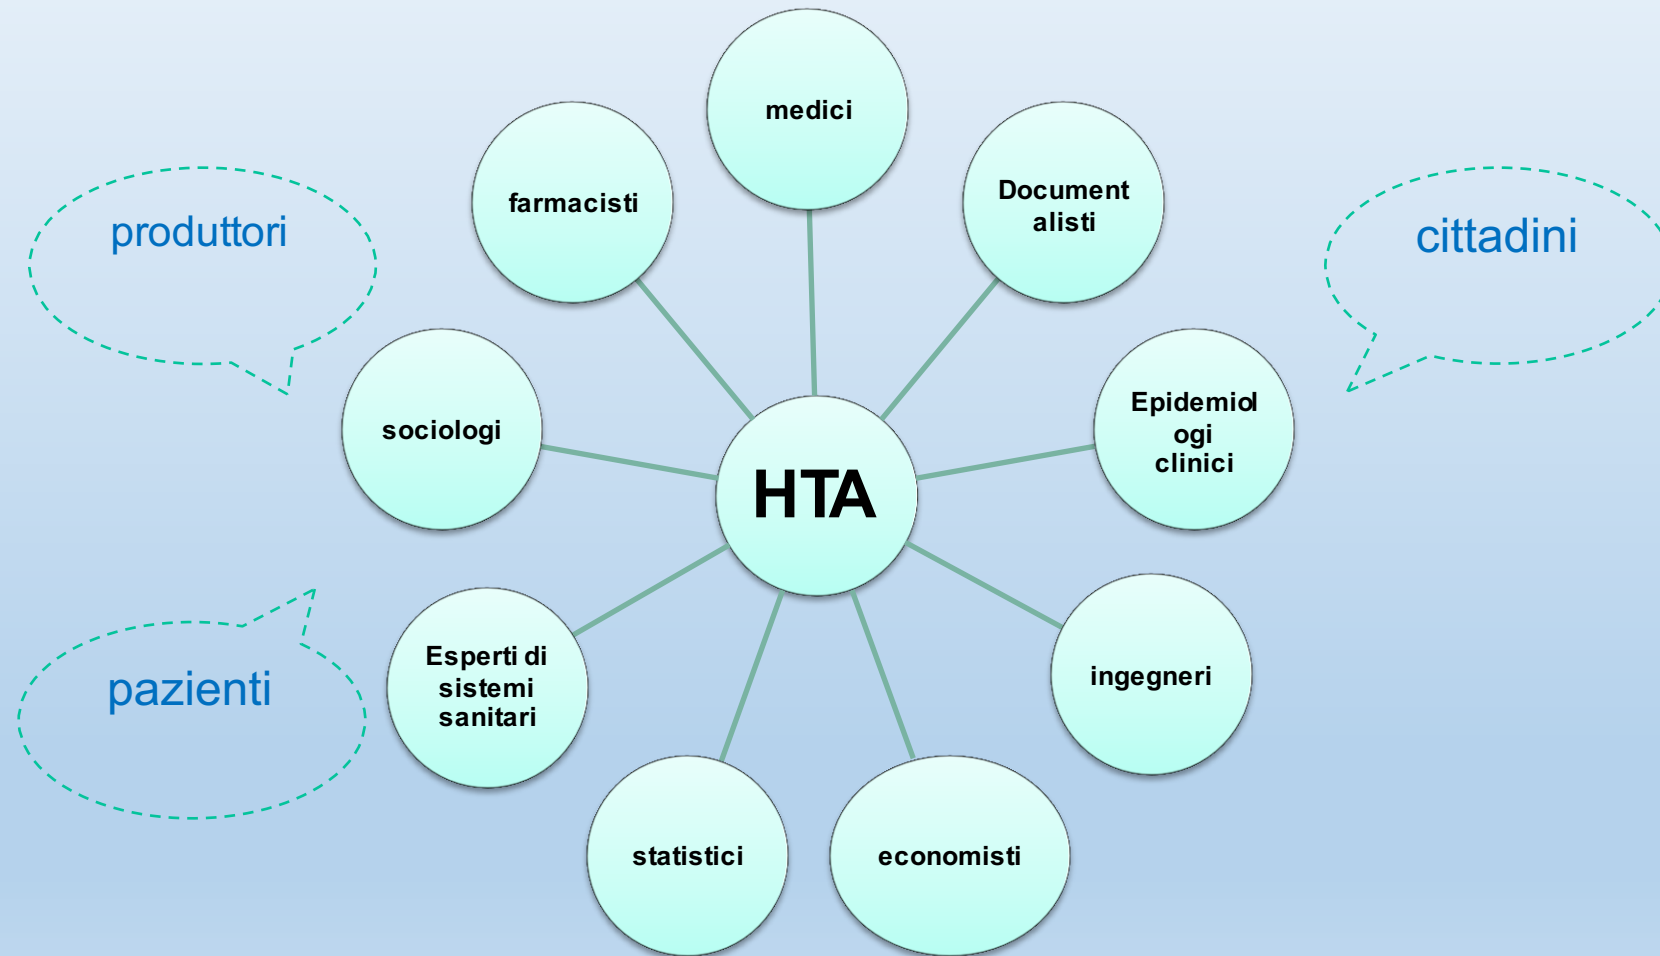 medici
farmacisti
Document
alisti
produttori
cittadini
sociologi
Epidemiol
ogi
clinici
HTA
Esperti di
sistemi
sanitari
ingegneri
pazienti
statistici
economisti